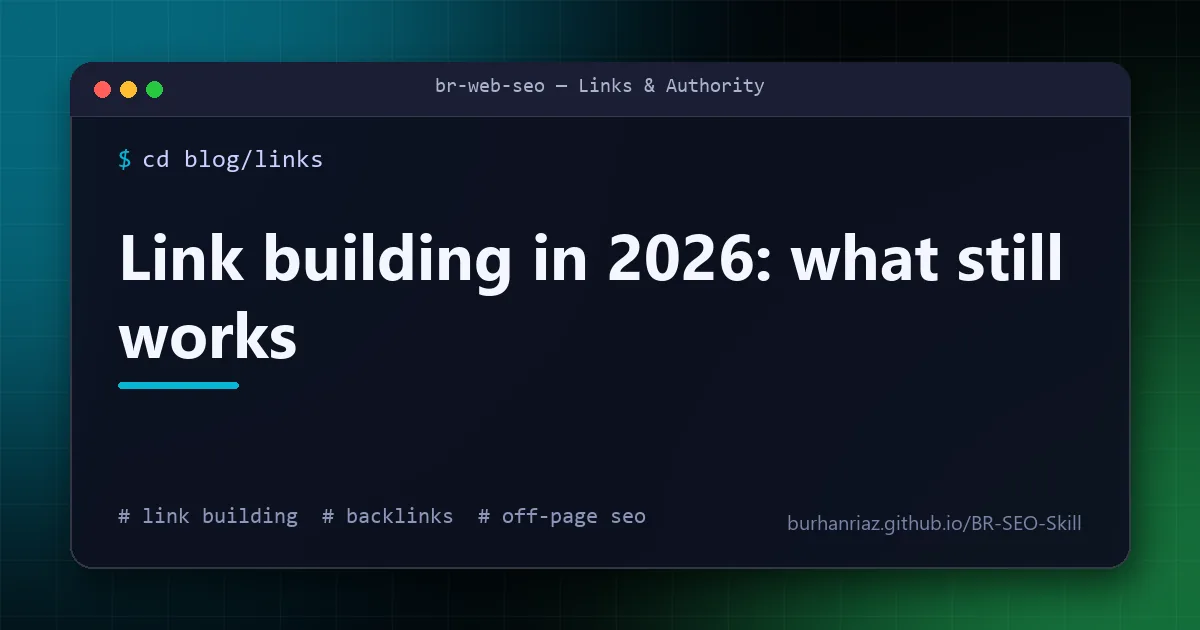 br-web-seo — Links & Authority
$ cd blog/links
Link building in 2026: what still
works
# link building # backlinks # off-page seo
burhanriaz.github.io/BR-SEO-Skill